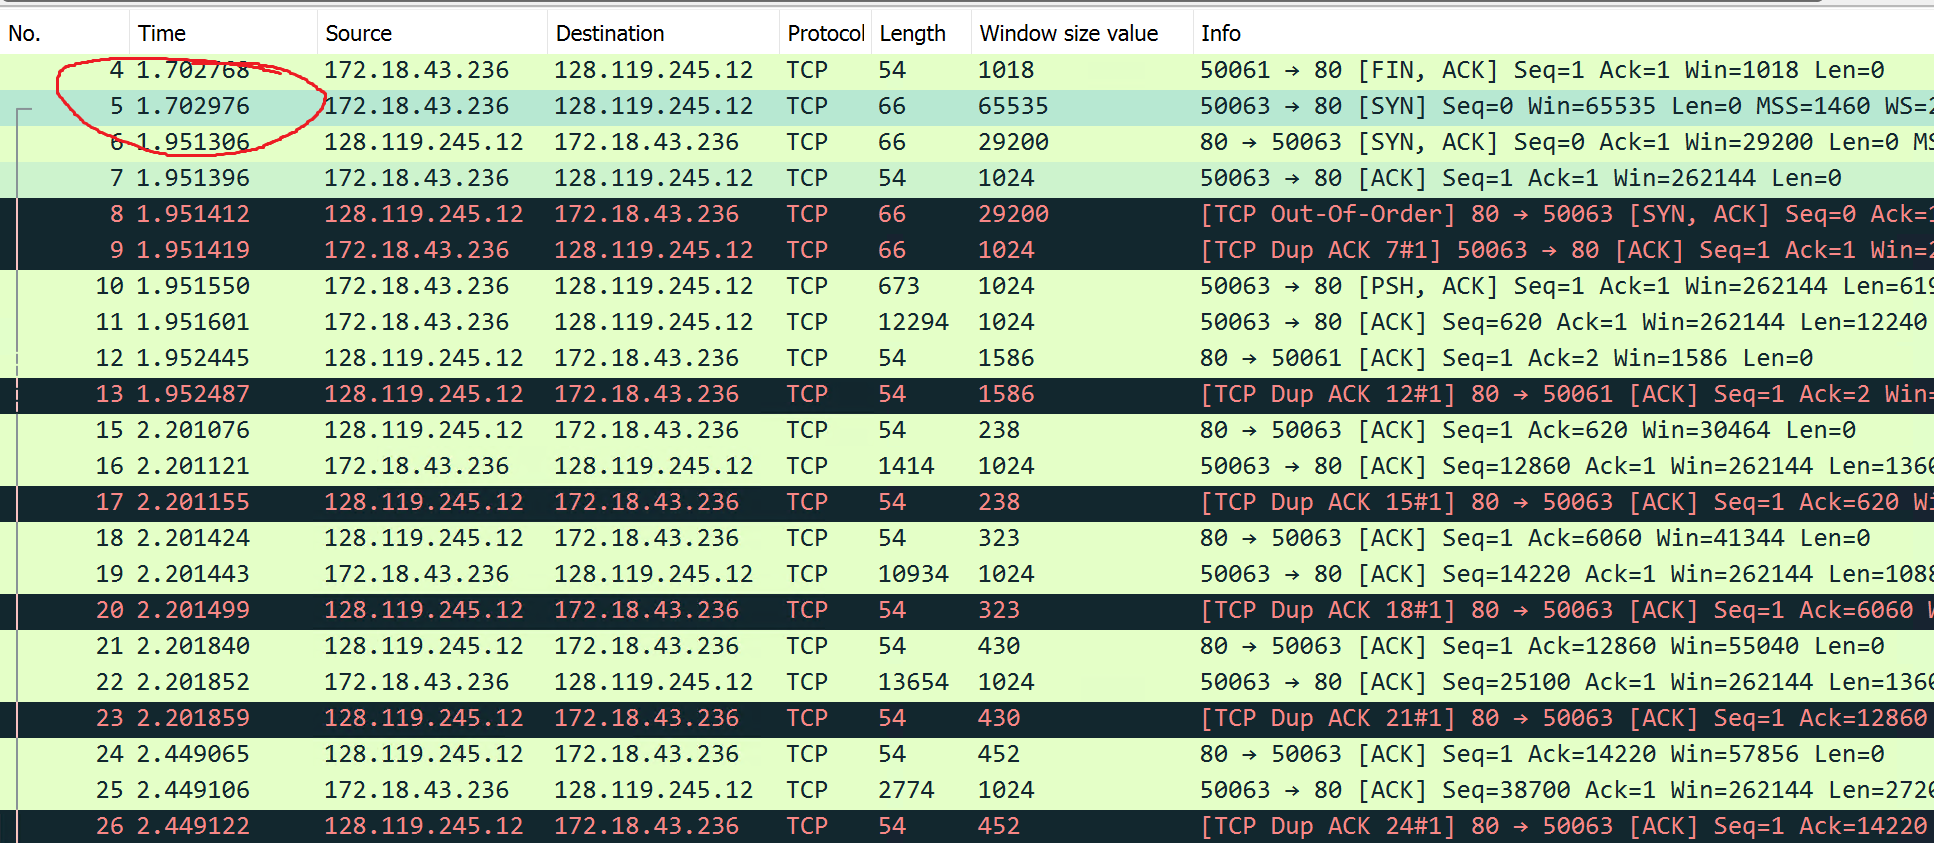 No. Time Source Destination Protocol Length Window size value Info
4 1.702768 172.18.43.236 128.119.245.12 TCP 54 1018 50061 → 80 [FIN, ACK] Seq=1 Ack=1 Win=1018 Len=0
5 1.702976 172.18.43.236 128.119.245.12 TCP 66 65535 50063 → 80 [SYN] Seq=0 Win=65535 Len=0 MSS=1460 WS=2
6 1.951306 128.119.245.12 172.18.43.236 TCP 66 29200 80 → 50063 [SYN, ACK] Seq=0 Ack=1 Win=29200 Len=0 MS
7 1.951396 172.18.43.236 128.119.245.12 TCP 54 1024 50063 → 80 [ACK] Seq=1 Ack=1 Win=262144 Len=0
8 1.951412 128.119.245.12 172.18.43.236 TCP 66 29200 [TCP Out-Of-Order] 80 → 50063 [SYN, ACK] Seq=0 Ack=1
9 1.951419 172.18.43.236 128.119.245.12 TCP 66 1024 [TCP Dup ACK 7#1] 50063 → 80 [ACK] Seq=1 Ack=1 Win=2
10 1.951550 172.18.43.236 128.119.245.12 TCP 673 1024 50063 → 80 [PSH, ACK] Seq=1 Ack=1 Win=262144 Len=619
11 1.951601 172.18.43.236 128.119.245.12 TCP 12294 1024 50063 → 80 [ACK] Seq=620 Ack=1 Win=262144 Len=12240
12 1.952445 128.119.245.12 172.18.43.236 TCP 54 1586 80 → 50061 [ACK] Seq=1 Ack=2 Win=1586 Len=0
13 1.952487 128.119.245.12 172.18.43.236 TCP 54 1586 [TCP Dup ACK 12#1] 80 → 50061 [ACK] Seq=1 Ack=2 Win=
15 2.201076 128.119.245.12 172.18.43.236 TCP 54 238 80 → 50063 [ACK] Seq=1 Ack=620 Win=30464 Len=0
16 2.201121 172.18.43.236 128.119.245.12 TCP 1414 1024 50063 → 80 [ACK] Seq=12860 Ack=1 Win=262144 Len=1360
17 2.201155 128.119.245.12 172.18.43.236 TCP 54 238 [TCP Dup ACK 15#1] 80 → 50063 [ACK] Seq=1 Ack=620 Wi
18 2.201424 128.119.245.12 172.18.43.236 TCP 54 323 80 → 50063 [ACK] Seq=1 Ack=6060 Win=41344 Len=0
19 2.201443 172.18.43.236 128.119.245.12 TCP 10934 1024 50063 → 80 [ACK] Seq=14220 Ack=1 Win=262144 Len=1088
20 2.201499 128.119.245.12 172.18.43.236 TCP 54 323 [TCP Dup ACK 18#1] 80 → 50063 [ACK] Seq=1 Ack=6060 W
21 2.201840 128.119.245.12 172.18.43.236 TCP 54 430 80 → 50063 [ACK] Seq=1 Ack=12860 Win=55040 Len=0
22 2.201852 172.18.43.236 128.119.245.12 TCP 13654 1024 50063 → 80 [ACK] Seq=25100 Ack=1 Win=262144 Len=1360
23 2.201859 128.119.245.12 172.18.43.236 TCP 54 430 [TCP Dup ACK 21#1] 80 → 50063 [ACK] Seq=1 Ack=12860
24 2.449065 128.119.245.12 172.18.43.236 TCP 54 452 80 → 50063 [ACK] Seq=1 Ack=14220 Win=57856 Len=0
25 2.449106 172.18.43.236 128.119.245.12 TCP 2774 1024 50063 → 80 [ACK] Seq=38700 Ack=1 Win=262144 Len=2720
26 2.449122 128.119.245.12 172.18.43.236 TCP 54 452 [TCP Dup ACK 24#1] 80 → 50063 [ACK] Seq=1 Ack=14220